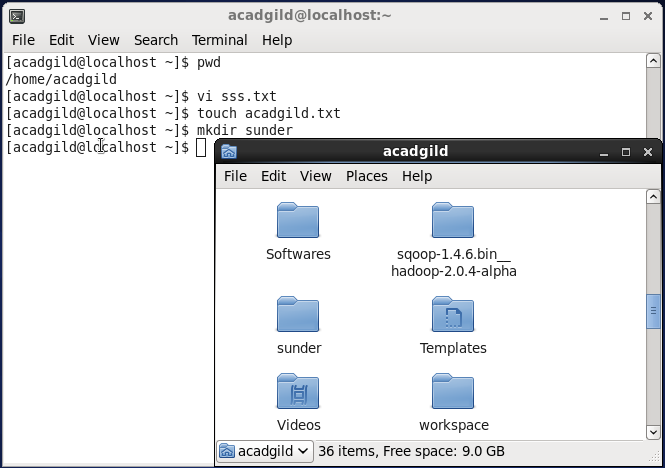 acadgild@localhost:~
File Edit View Search Terminal Help
[acadgild@localhost ~]$ pwd
/home/acadgild
[acadgild@localhost ~]$ vi sss.txt
[acadgild@localhost ~]$ touch acadgild.txt
[acadgild@localhost ~]$ mkdir sunder
[acadgild@localhost ~]$
acadgild
File Edit View Places Help
Softwares
sqoop-1.4.6.bin__
hadoop-2.0.4-alpha
sunder
Templates
Videos
workspace
acadgild 36 items, Free space: 9.0 GB